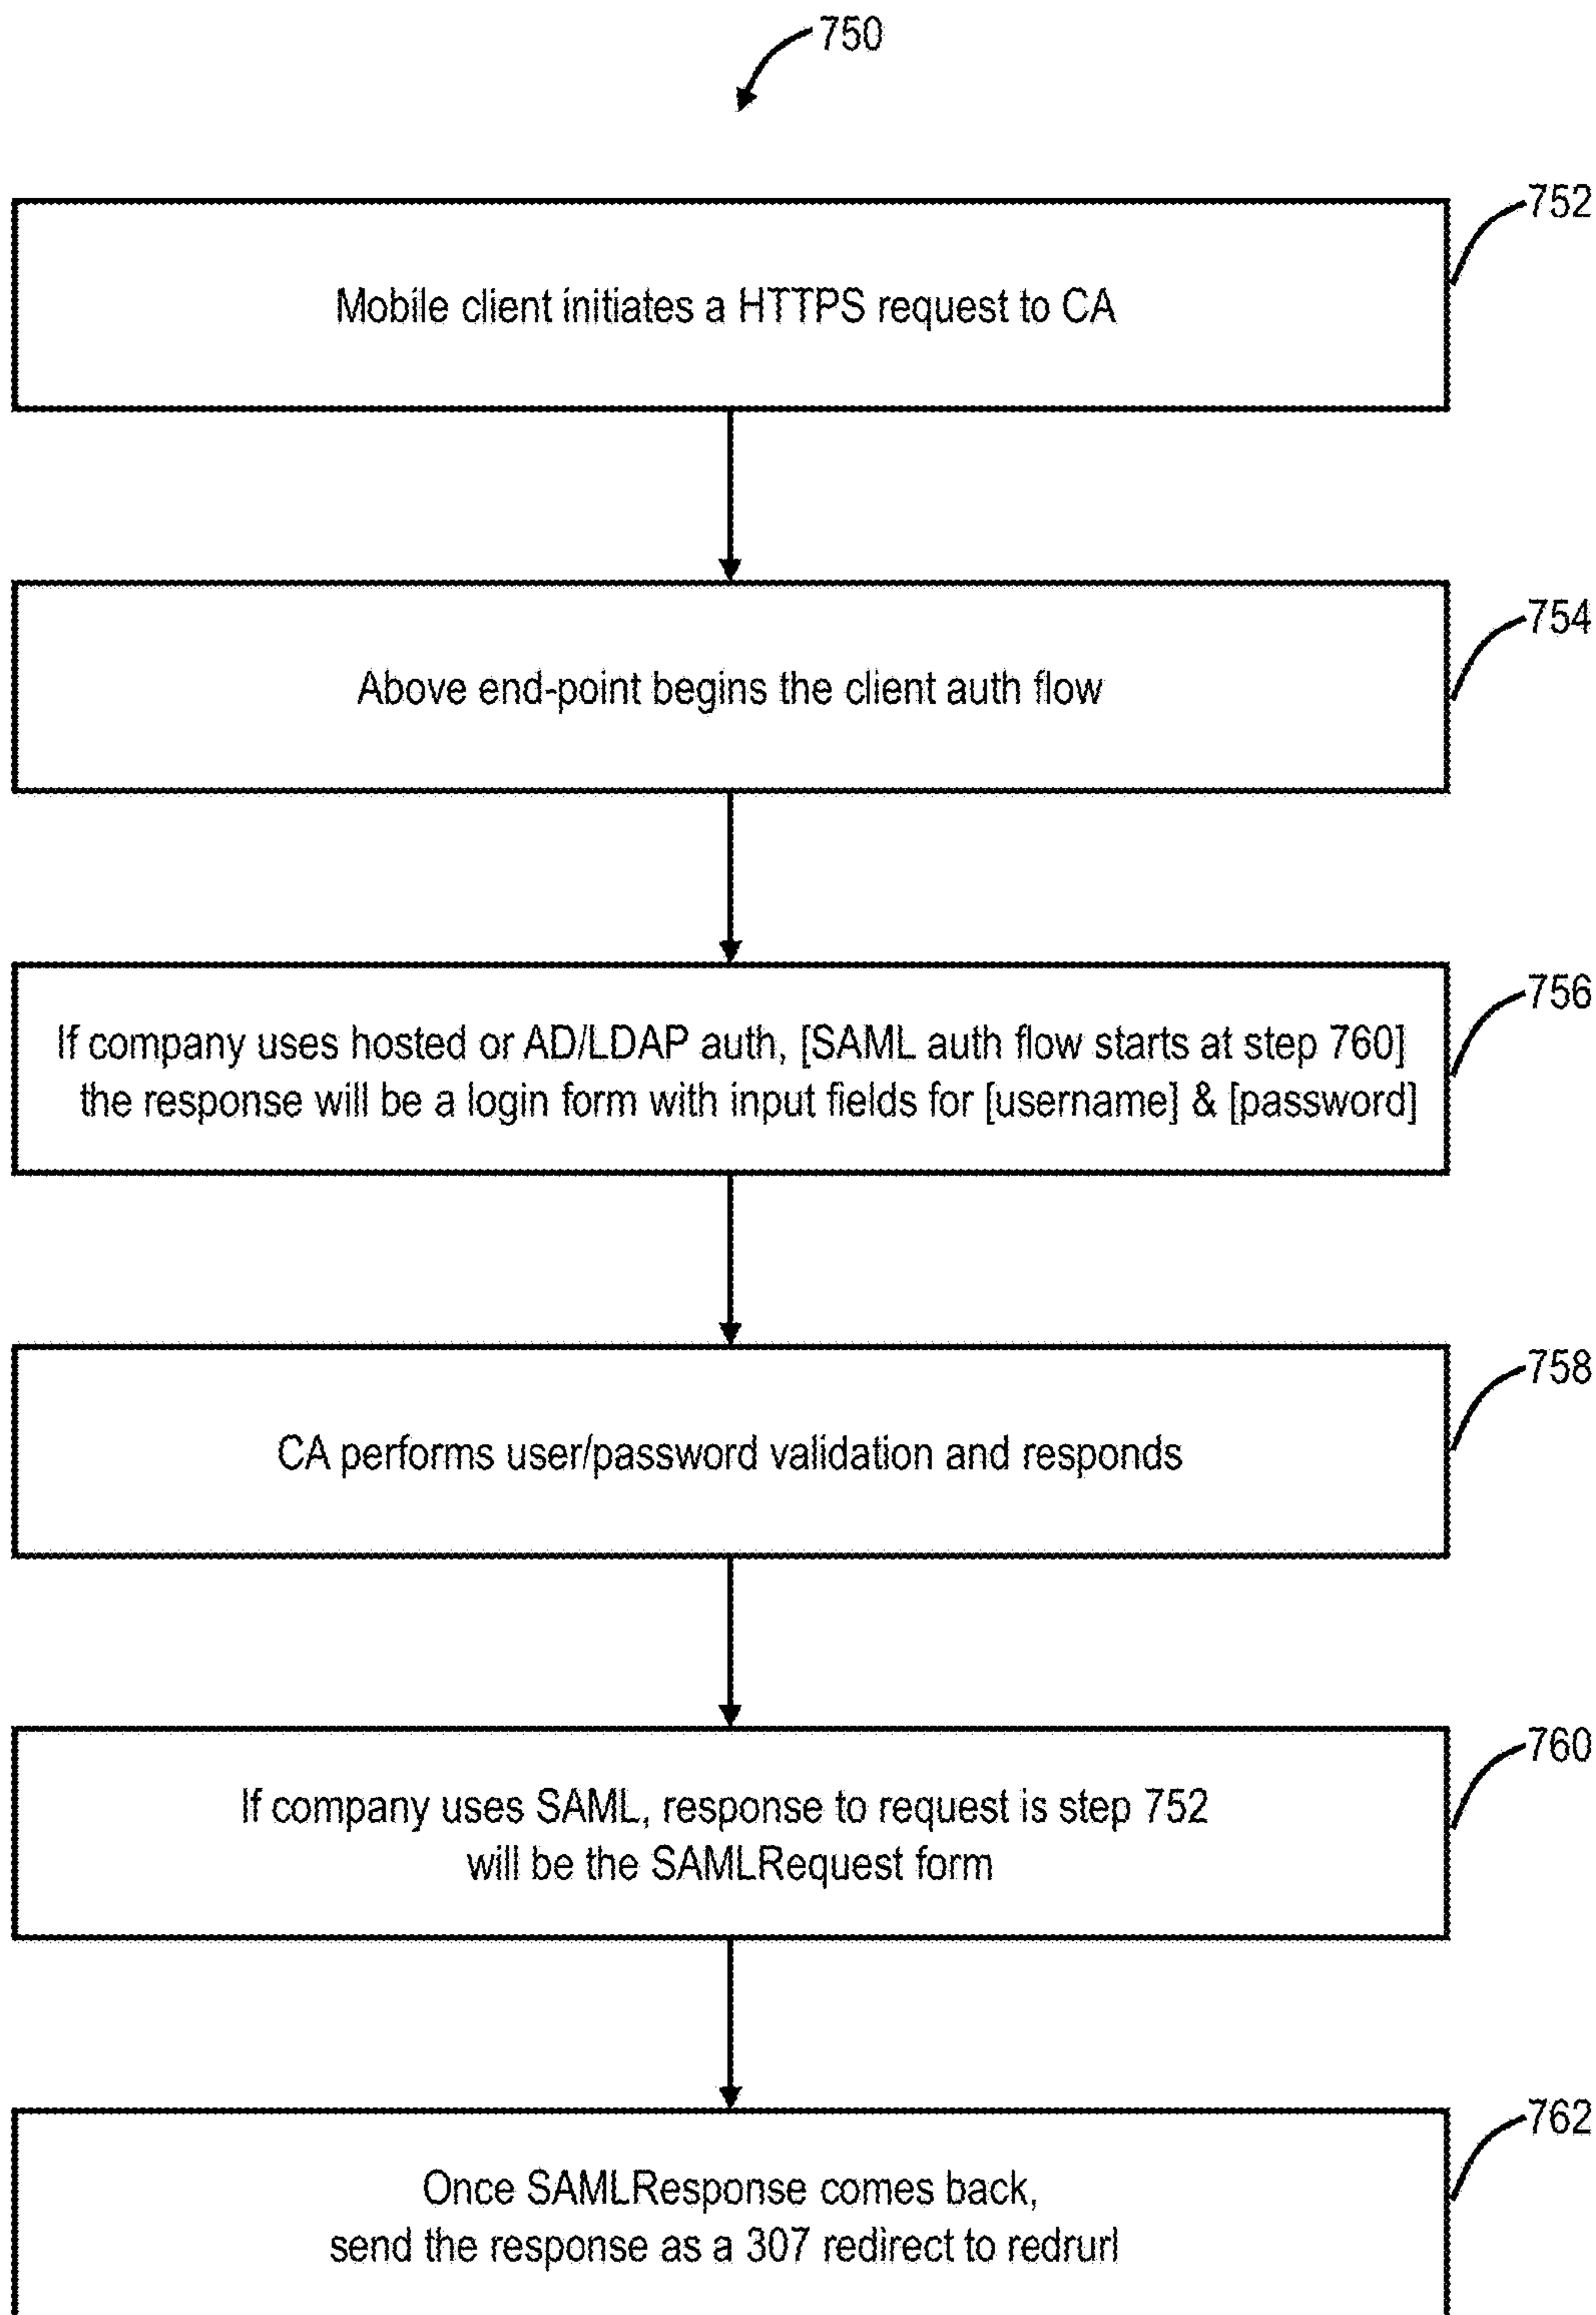 750
752
Mobile client initiates a HTTPS request to CA
754
Above end-point begins the client auth flow
756
If company uses hosted or AD/LDAP auth, [SAML auth flow starts at step 760]
the response will be a login form with input fields for [username] & [password]
758
CA performs user/password validation and responds
760
If company uses SAML, response to request is step 752
will be the SAMLRequest form
762
Once SAMLResponse comes back,
send the response as a 307 redirect to redrurl